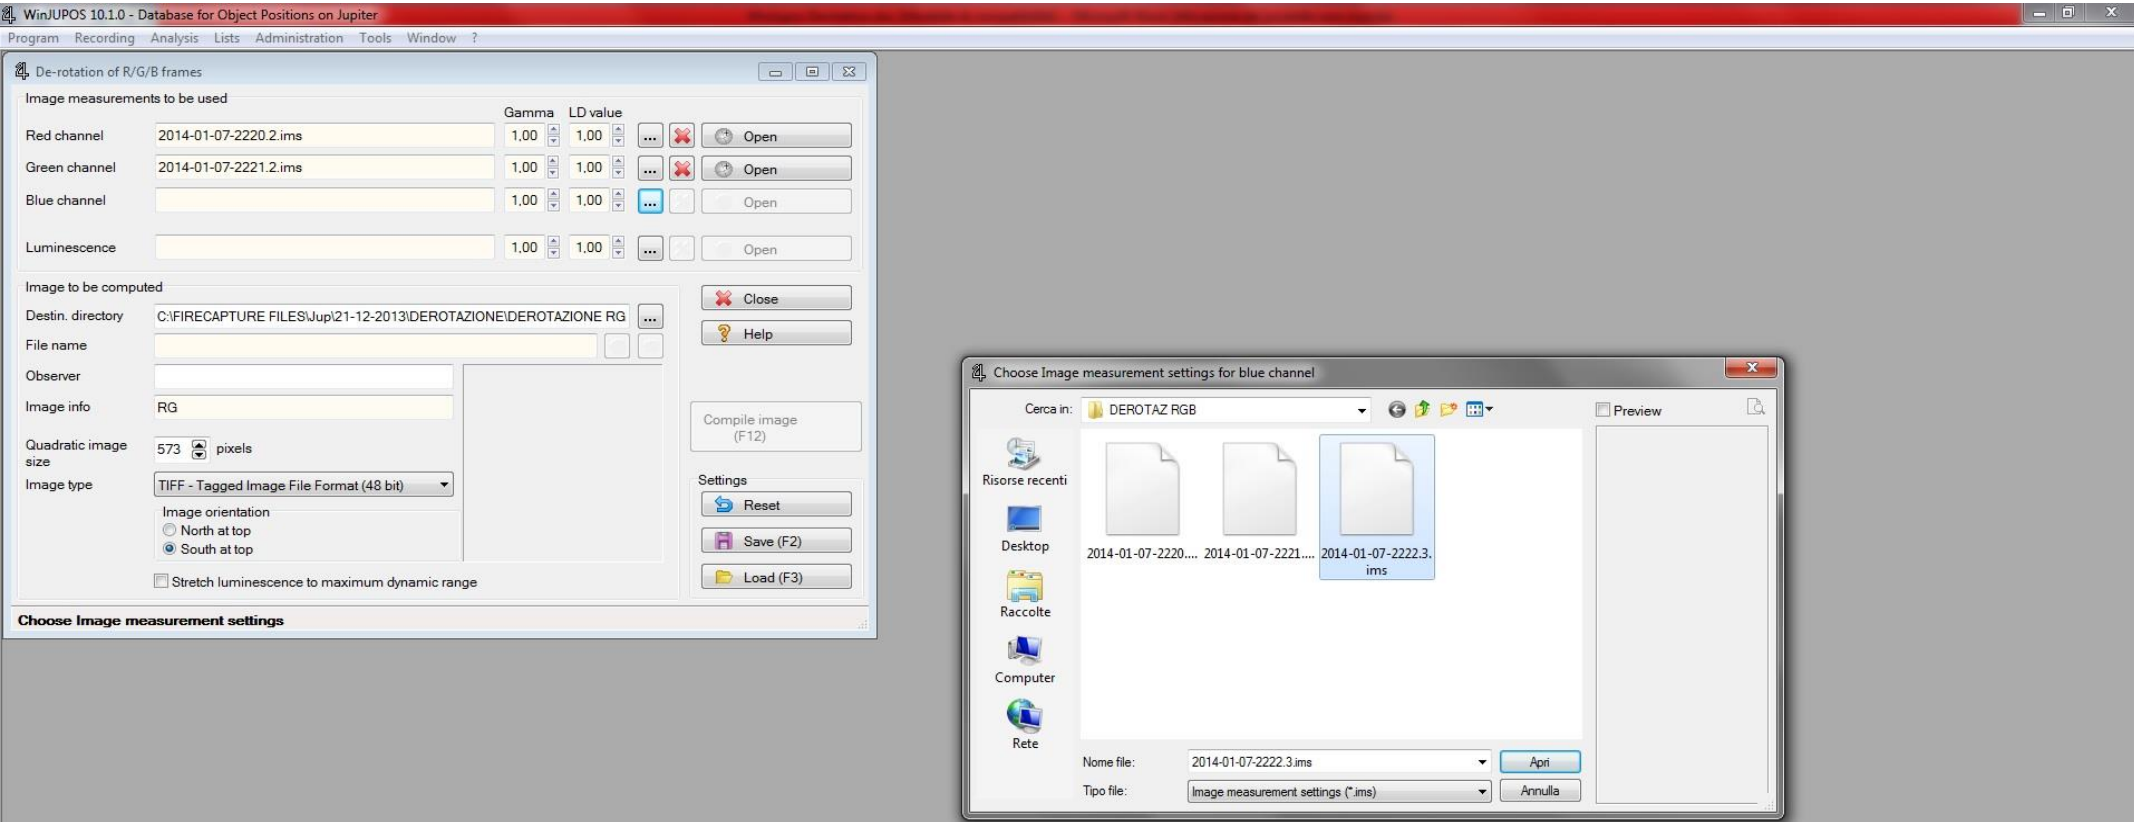 WinJUPOS 10.1.0 - Database for Object Positions on Jupiter
Program Recording Analysis Lists Administration Tools Window ?
De-rotation of R/G/B frames
Image measurements to be used
Gamma LD value
Red channel 2014-01-07-2220.2.ims 1,00 1,00 ... Open
Green channel 2014-01-07-2221.2.ims 1,00 1,00 ... Open
Blue channel 1,00 1,00 ... Open
Luminescence 1,00 1,00 ... Open
Image to be computed
Close
Destin. directory C:\FIRECAPTURE FILES\Jup\21-12-2013\DEROTAZIONE\DEROTAZIONE RG ...
Help
File name
Observer
Image info RG
Compile image
(F12)
Quadratic image
size
573 pixels
Image type TIFF - Tagged Image File Format (48 bit)
Image orientation
North at top
South at top
Stretch luminescence to maximum dynamic range
Settings
Reset
Save (F2)
Load (F3)
Choose Image measurement settings
Choose Image measurement settings for blue channel
Cerca in: DEROTAZ RGB
Preview
Risorse recenti
Desktop
Raccolte
Computer
Rete
2014-01-07-2220.... 2014-01-07-2221.... 2014-01-07-2222.3.
ims
Nome file: 2014-01-07-2222.3.ims Apri
Tipo file: Image measurement settings (*.ims) Annulla